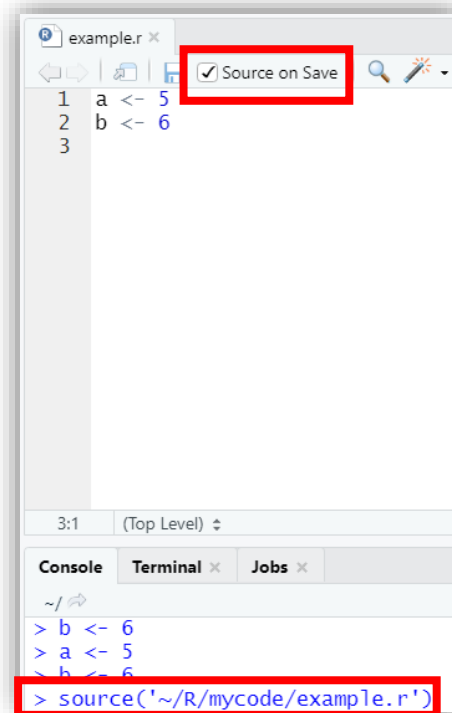 example.r
Source on Save
1 a <- 5
2 b <- 6
3
3:1 (Top Level)
Console Terminal Jobs
~/
> b <- 6
> a <- 5
> b <- 6
> source('~/R/mycode/example.r')